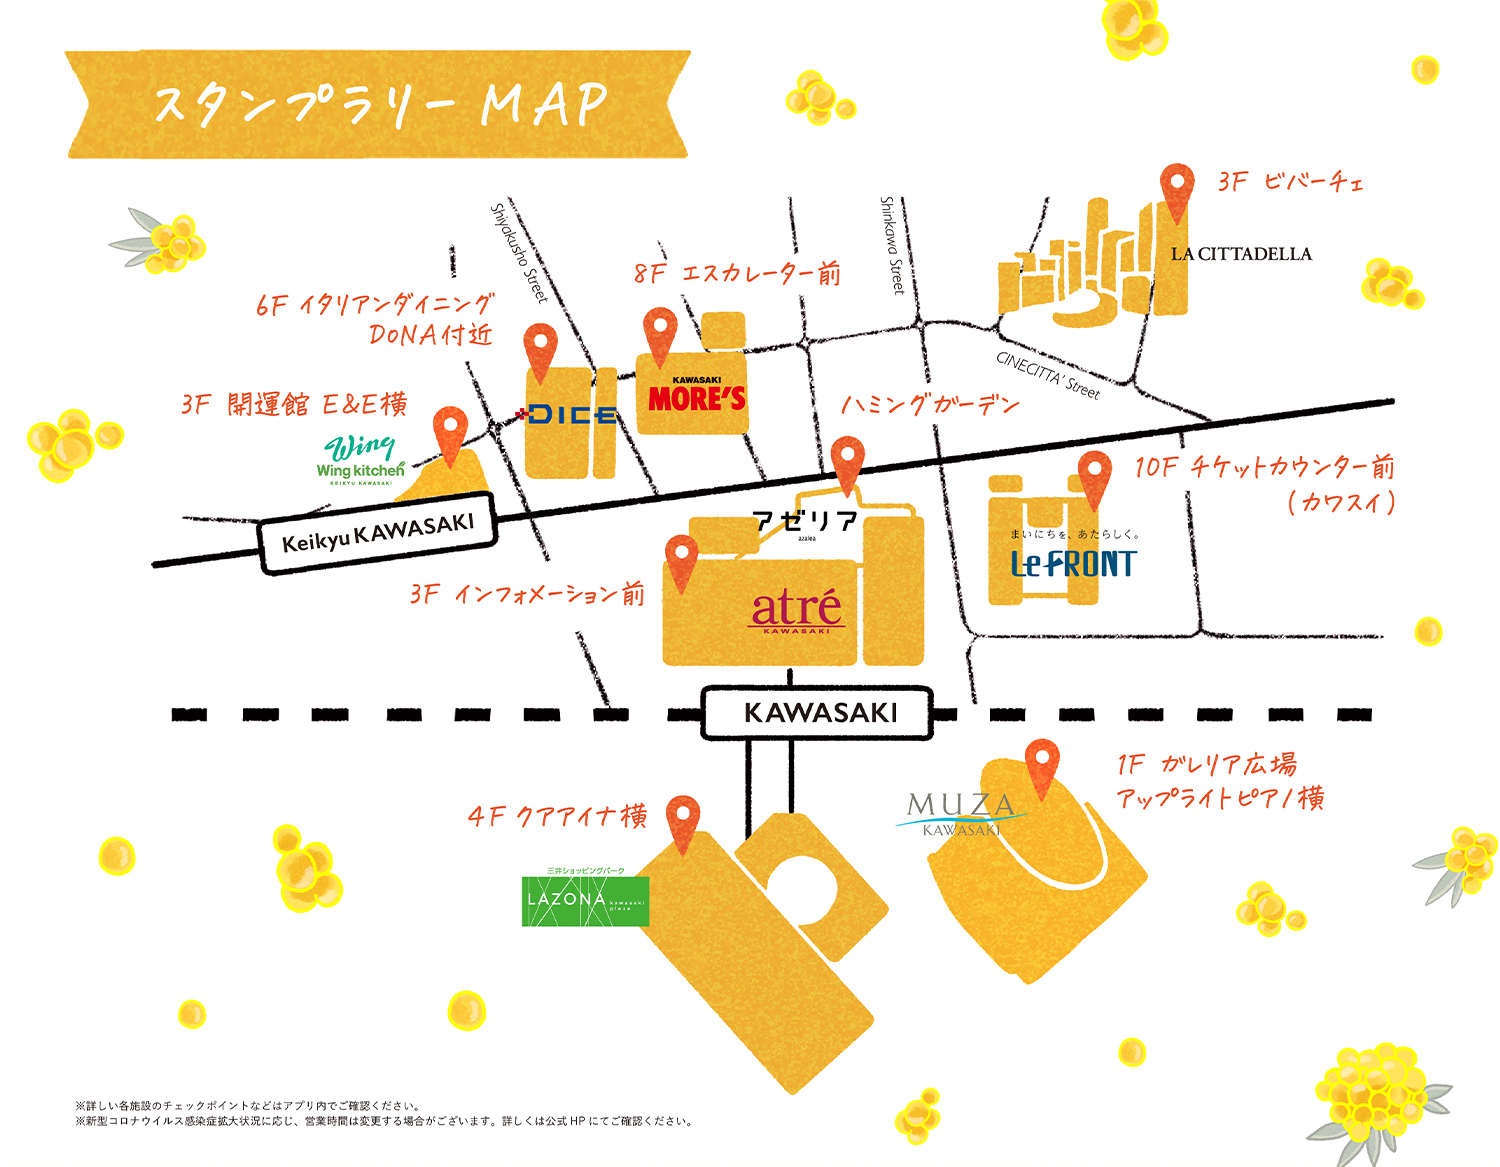 スタンプラリー MAP
3F ビバーチェ
LA CITTADELLA
Shiyakusho Street
Shinkawa Street
8F エスカレーター前
6F イタリアンダイニング
DoNA付近
CINECITTA' Street
KAWASAKI
MORE'S
DICE
3F 開運館 E&E横
Wing
Wing kitchen
KEIKYU KAWASAKI
ハミングガーデン
10F チケットカウンター前
(カワスイ)
Keikyu KAWASAKI
アゼリア
azalea
まいにちを、あたらしく。
Le FRONT
3F インフォメーション前
atré
KAWASAKI
KAWASAKI
1F ガレリア広場
アップライトピアノ横
MUZA
KAWASAKI
4F クアアイナ横
三井ショッピングパーク
LAZONA kawasaki
plaza
※詳しい各施設のチェックポイントなどはアプリ内でご確認ください。
※新型コロナウイルス感染症拡大状況に応じ、営業時間は変更する場合がございます。詳しくは公式 HP にてご確認ください。